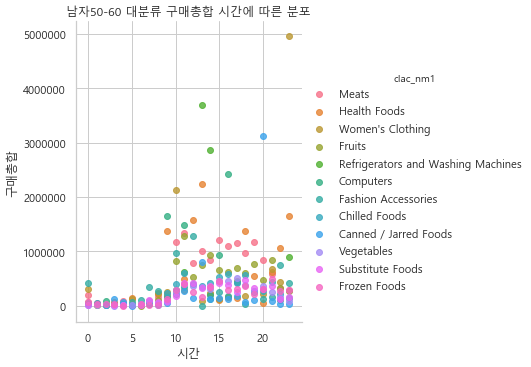 남자50-60 대분류 구매총합 시간에 따른 분포
5000000
4000000
3000000
2000000
1000000
0
구매총합
0 5 10 15 20
시간
clac_nm1
Meats
Health Foods
Women's Clothing
Fruits
Refrigerators and Washing Machines
Computers
Fashion Accessories
Chilled Foods
Canned / Jarred Foods
Vegetables
Substitute Foods
Frozen Foods